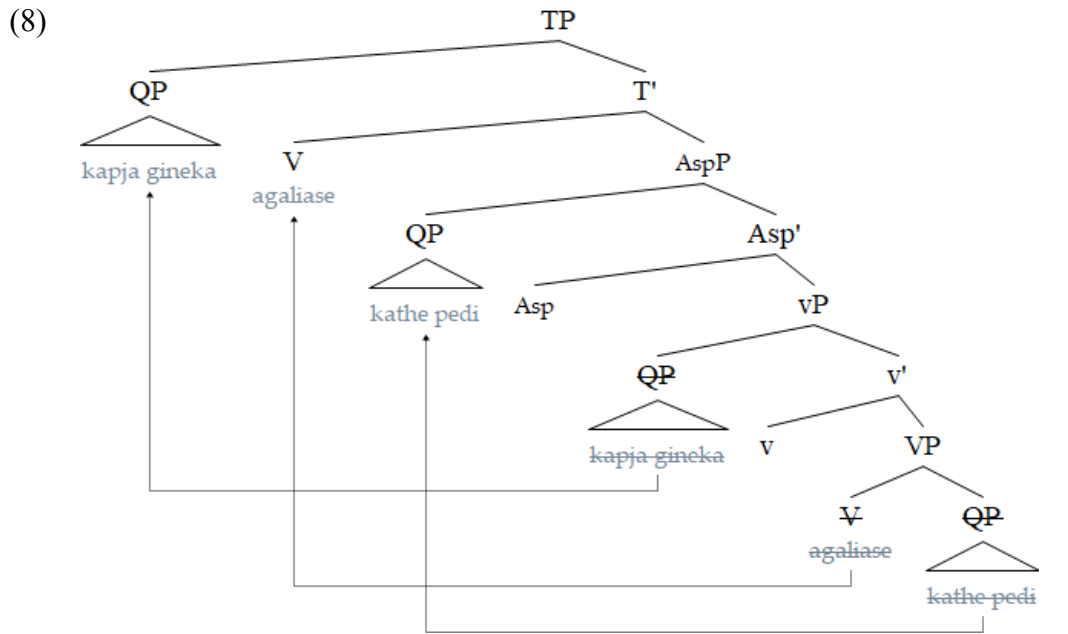 (8)
TP
QP T'
kapja gineka
V AspP
agaliase
QP Asp'
kathe pedi
Asp vP
QP v'
kapja gineka
v VP
V QP
agaliase
kathe pedi